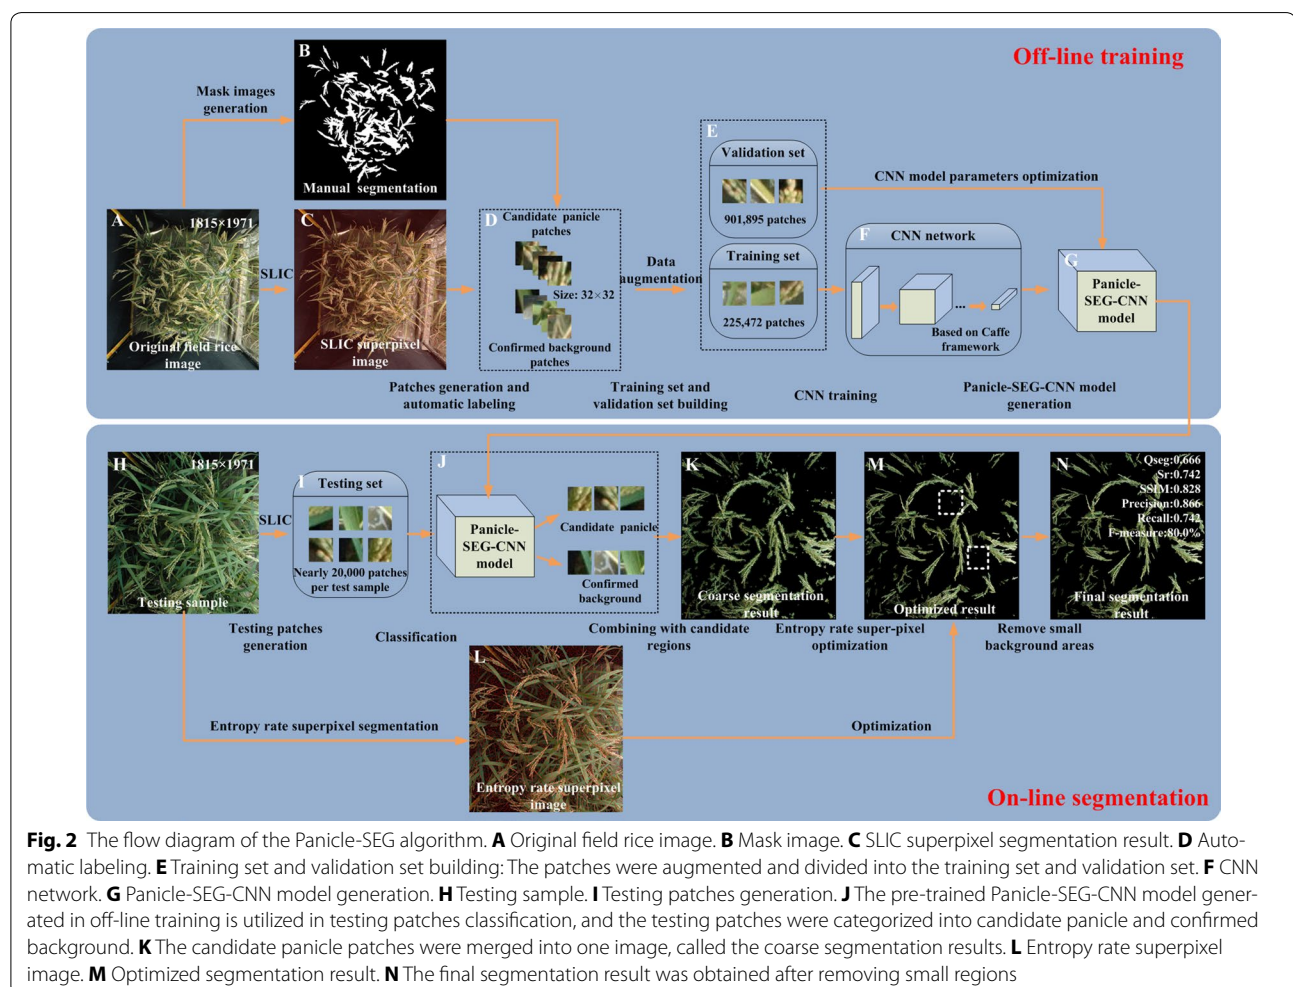 Off-line training
B
Mask images
generation
Manual segmentation
A
1815×1971
Original field rice
image
SLIC
C
SLIC superpixel
image
D
Candidate panicle
patches
Size: 32×32
Confirmed background
patches
Data
augmentation
E
Validation set
901,895 patches
Training set
225,472 patches
CNN model parameters optimization
F
CNN network
Based on Caffe
framework
G
Panicle-
SEG-CNN
model
Patches generation and
automatic labeling
Training set and
validation set building
CNN training
Panicle-SEG-CNN model
generation
H
1815×1971
Testing sample
SLIC
I
Testing set
Nearly 20,000 patches
per test sample
J
Panicle-
SEG-CNN
model
Candidate panicle
Confirmed
background
K
Coarse segmentation
result
M
Optimized result
N
Qseg:0.666
Sr:0.742
SSIM:0.828
Precision:0.866
Recall:0.742
F-measure:80.0%
Final segmentation
result
Testing patches
generation
Classification
Combining with candidate
regions
Entropy rate super-pixel
optimization
Remove small
background areas
L
Entropy rate superpixel segmentation
Entropy rate superpixel
image
Optimization
On-line segmentation
Fig. 2 The flow diagram of the Panicle-SEG algorithm. A Original field rice image. B Mask image. C SLIC superpixel segmentation result. D Auto-
matic labeling. E Training set and validation set building: The patches were augmented and divided into the training set and validation set. F CNN
network. G Panicle-SEG-CNN model generation. H Testing sample. I Testing patches generation. J The pre-trained Panicle-SEG-CNN model gener-
ated in off-line training is utilized in testing patches classification, and the testing patches were categorized into candidate panicle and confirmed
background. K The candidate panicle patches were merged into one image, called the coarse segmentation results. L Entropy rate superpixel
image. M Optimized segmentation result. N The final segmentation result was obtained after removing small regions